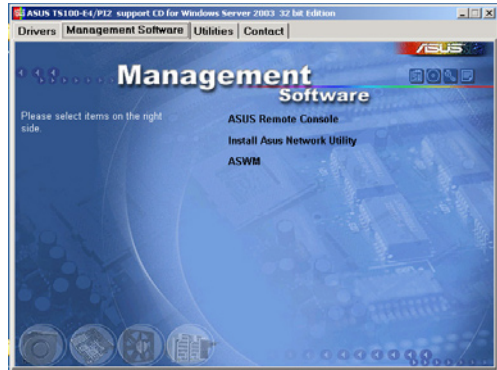 ASUS TS100-E4/PI2 support CD for Windows Server 2003 32 bit Edition
Drivers Management Software Utilities Contact
ASUS
Management
Software
Please select items on the right
side.
ASUS Remote Console
Install Asus Network Utility
ASWM